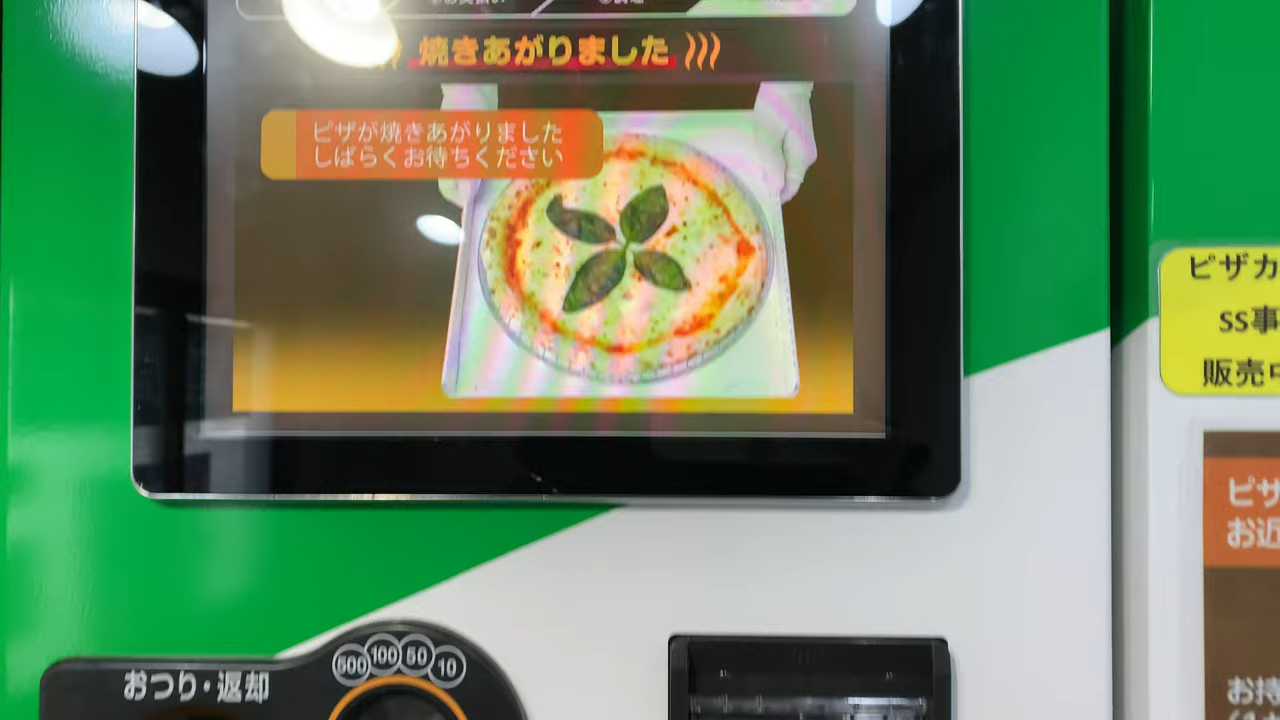 焼きあがりました
ピザが焼きあがりました
しばらくお待ちください
ピザカ
SS事
販売中
ピザ
お近
おつり・返却
500 100 50 10
お持